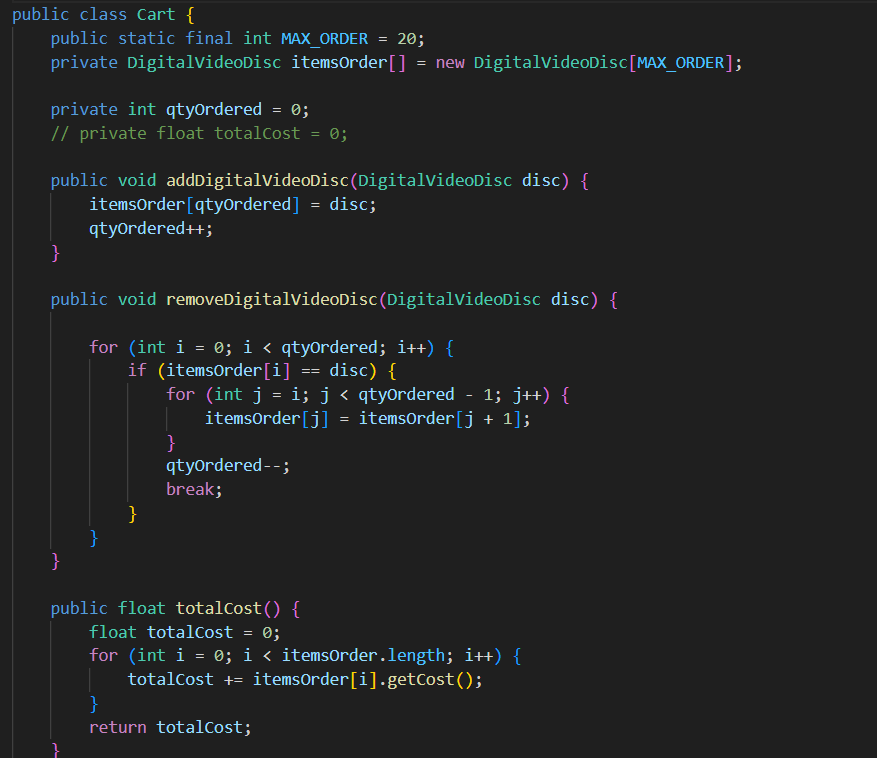 public class Cart {
    public static final int MAX_ORDER = 20;
    private DigitalVideoDisc itemsOrder[] = new DigitalVideoDisc[MAX_ORDER];

    private int qtyOrdered = 0;
    // private float totalCost = 0;

    public void addDigitalVideoDisc(DigitalVideoDisc disc) {
        itemsOrder[qtyOrdered] = disc;
        qtyOrdered++;
    }

    public void removeDigitalVideoDisc(DigitalVideoDisc disc) {

        for (int i = 0; i < qtyOrdered; i++) {
            if (itemsOrder[i] == disc) {
                for (int j = i; j < qtyOrdered - 1; j++) {
                    itemsOrder[j] = itemsOrder[j + 1];
                }
                qtyOrdered--;
                break;
            }
        }
    }

    public float totalCost() {
        float totalCost = 0;
        for (int i = 0; i < itemsOrder.length; i++) {
            totalCost += itemsOrder[i].getCost();
        }
        return totalCost;
    }